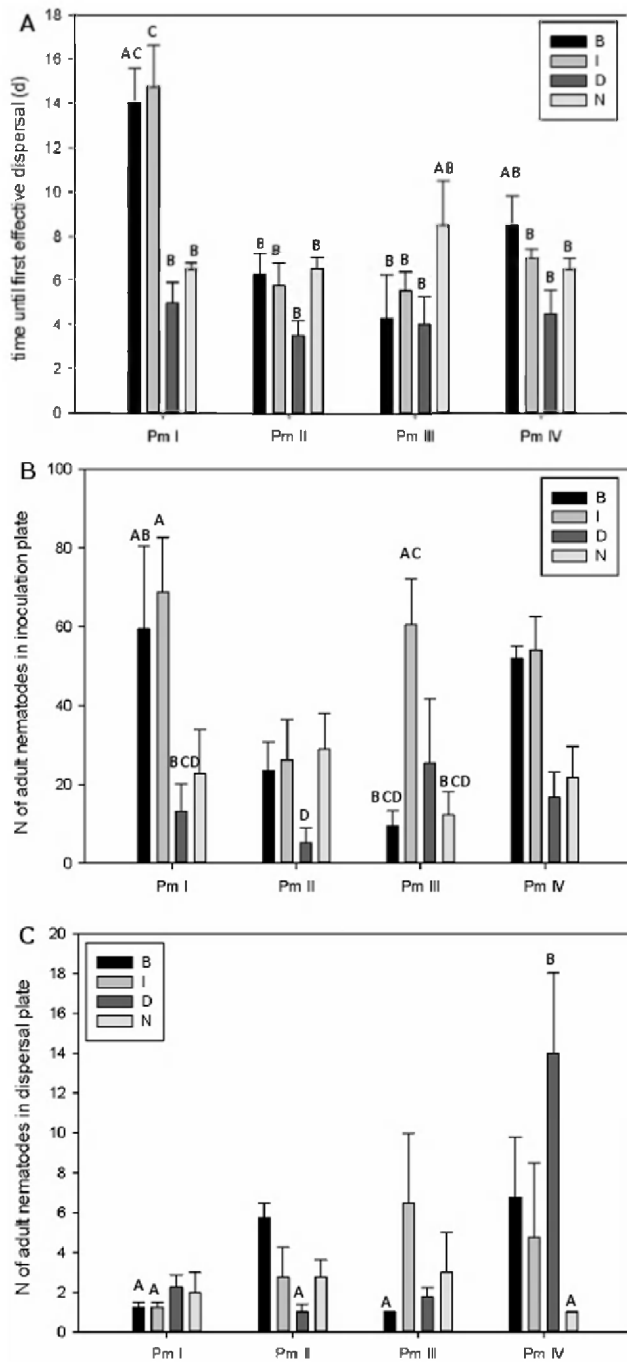 A
time until first effective dispersal (d)
18
16
14
12
10
8
6
4
2
0
AC
C
B
B
B
B
B
B
B
B
B
AB
AB
B
B
B
B
I
D
N
Pm I
Pm II
Pm III
Pm IV
B
N of adult nematodes in inoculation plate
100
80
60
40
20
0
AB
A
BCD
D
BCD
AC
BCD
B
I
D
N
Pm I
Pm II
Pm III
Pm IV
C
N of adult nematodes in dispersal plate
20
18
16
14
12
10
8
6
4
2
0
B
I
D
N
A
A
A
A
B
A
Pm I
Pm II
Pm III
Pm IV